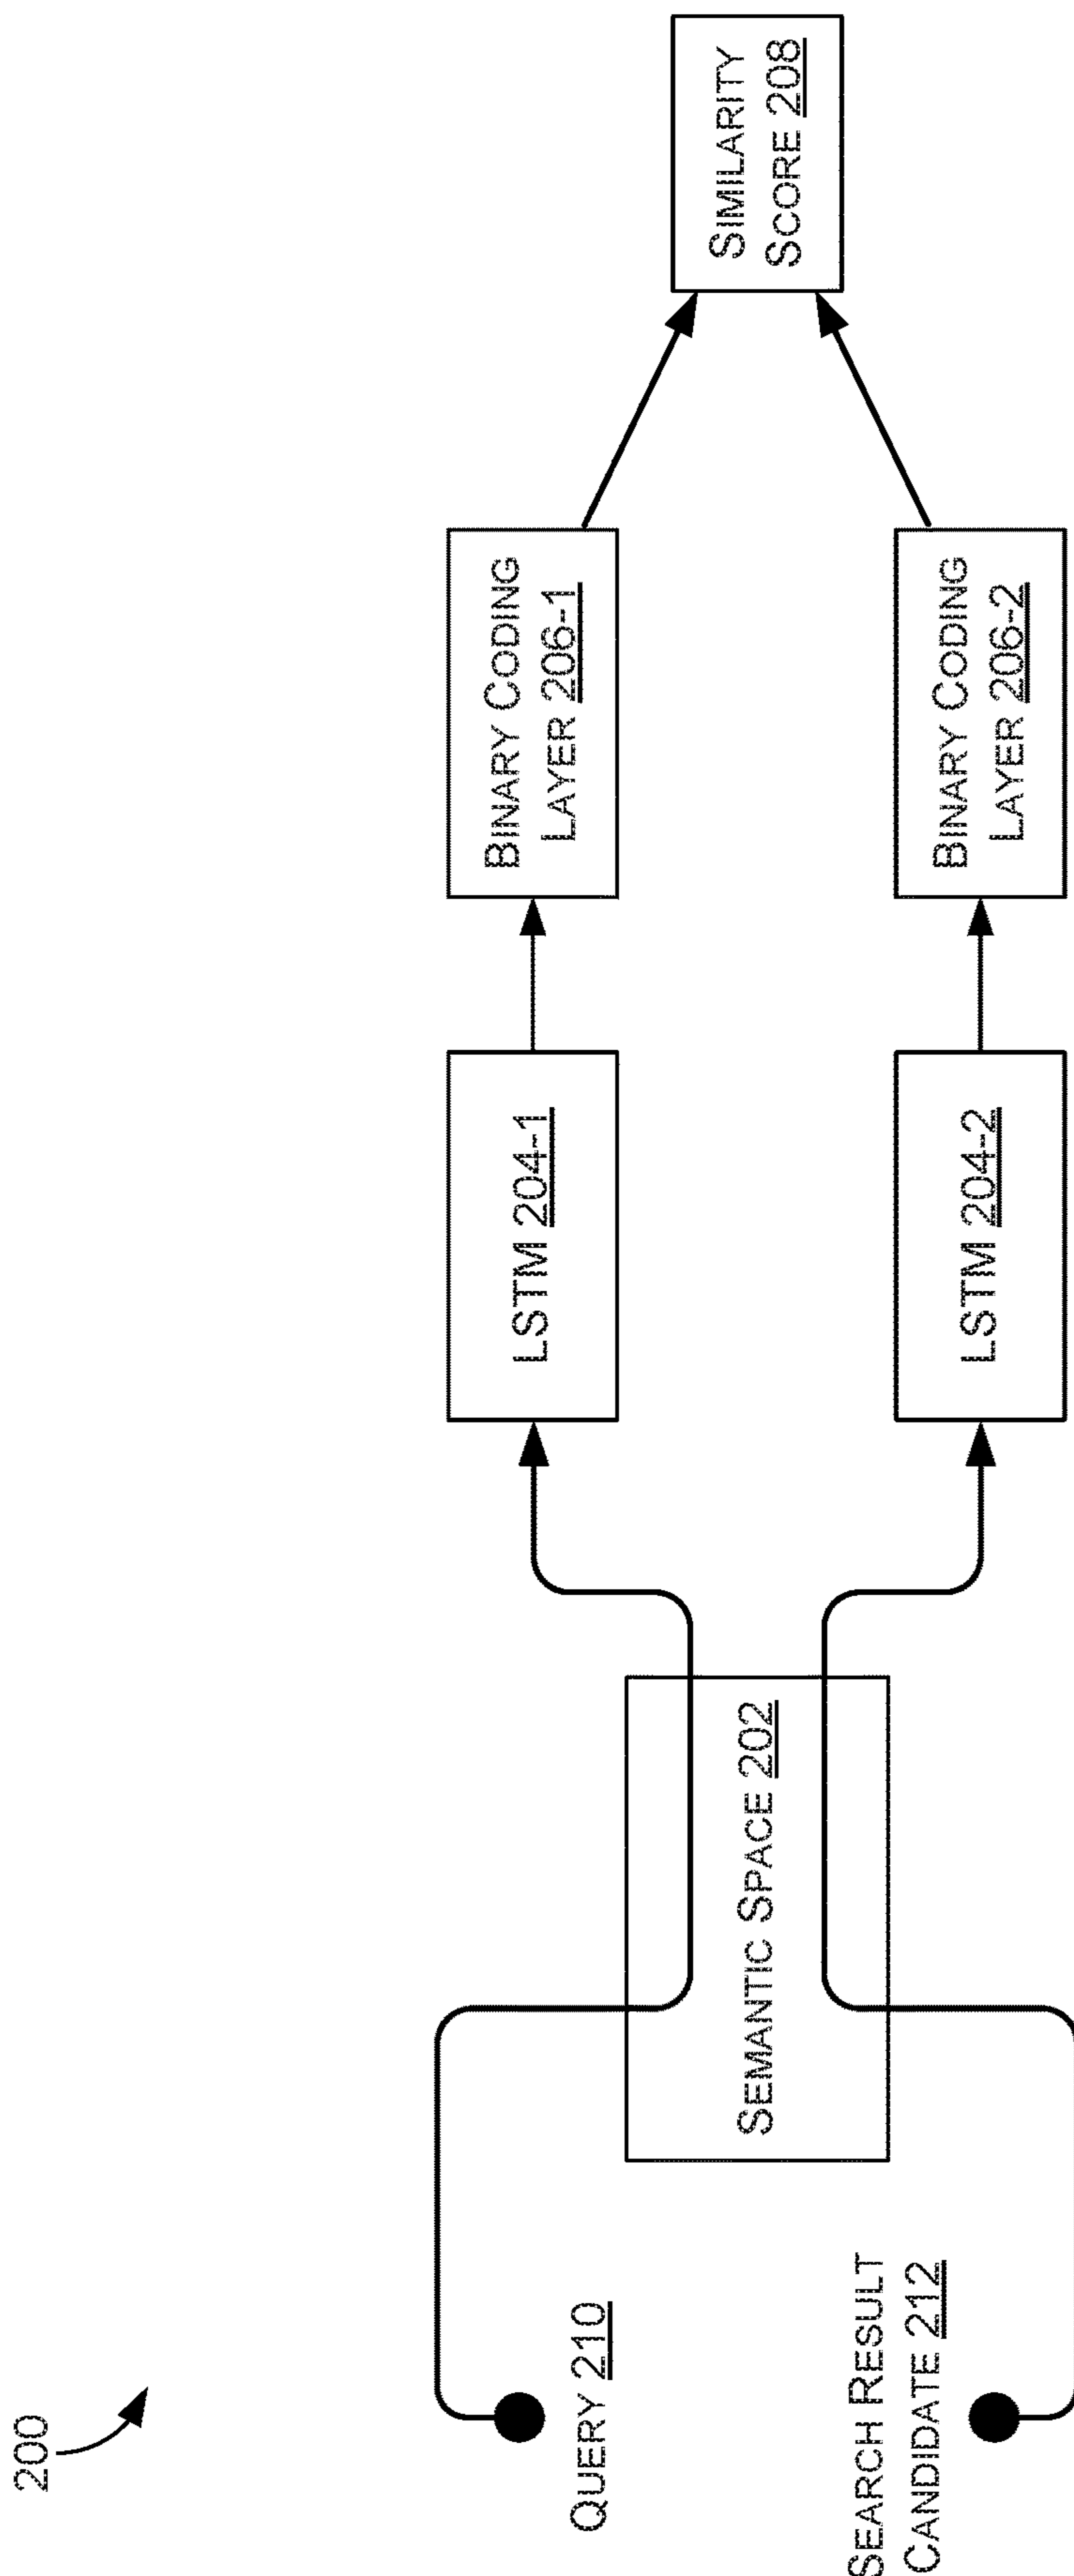 200
QUERY 210
SEARCH RESULT
CANDIDATE 212
SEMANTIC SPACE 202
LSTM 204-1
LSTM 204-2
BINARY CODING
LAYER 206-1
BINARY CODING
LAYER 206-2
SIMILARITY
SCORE 208